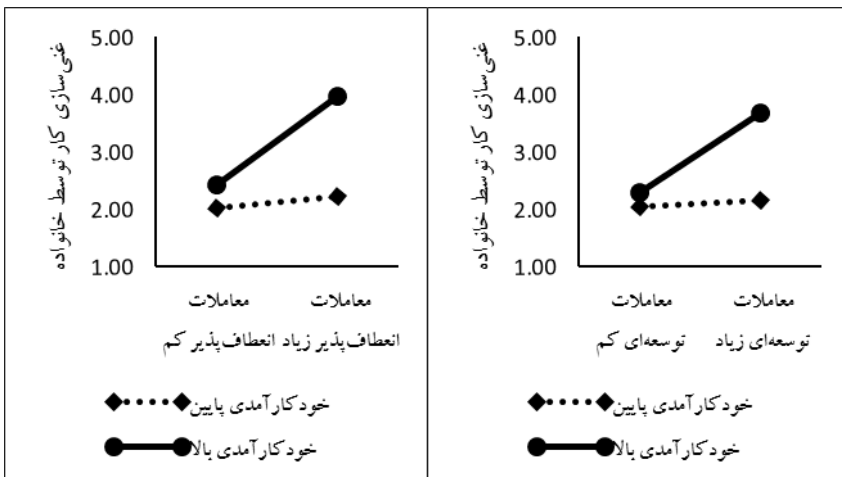 غنی‌سازی کار توسط خانواده
5.00
4.00
3.00
2.00
1.00
معاملات توسعه‌ای کم
معاملات توسعه‌ای زیاد
خودکارآمدی پایین
خودکارآمدی بالا
غنی‌سازی کار توسط خانواده
5.00
4.00
3.00
2.00
1.00
معاملات انعطاف‌پذیر کم
معاملات انعطاف‌پذیر زیاد
خودکارآمدی پایین
خودکارآمدی بالا